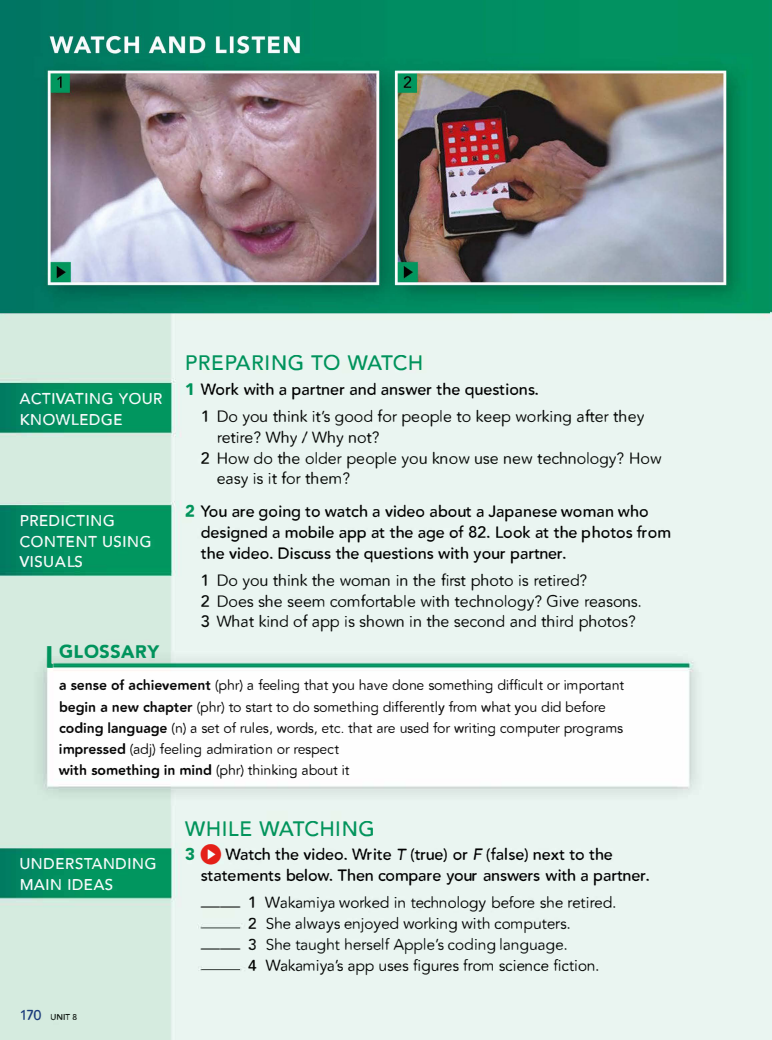 WATCH AND LISTEN
1
2
PREPARING TO WATCH
ACTIVATING YOUR
KNOWLEDGE
1 Work with a partner and answer the questions.
1 Do you think it's good for people to keep working after they
retire? Why / Why not?
2 How do the older people you know use new technology? How
easy is it for them?
PREDICTING
CONTENT USING
VISUALS
2 You are going to watch a video about a Japanese woman who
designed a mobile app at the age of 82. Look at the photos from
the video. Discuss the questions with your partner.
1 Do you think the woman in the first photo is retired?
2 Does she seem comfortable with technology? Give reasons.
3 What kind of app is shown in the second and third photos?
GLOSSARY
a sense of achievement (phr) a feeling that you have done something difficult or important
begin a new chapter (phr) to start to do something differently from what you did before
coding language (n) a set of rules, words, etc. that are used for writing computer programs
impressed (adj) feeling admiration or respect
with something in mind (phr) thinking about it
WHILE WATCHING
UNDERSTANDING
MAIN IDEAS
3 Watch the video. Write T (true) or F (false) next to the
statements below. Then compare your answers with a partner.
_____ 1 Wakamiya worked in technology before she retired.
_____ 2 She always enjoyed working with computers.
_____ 3 She taught herself Apple's coding language.
_____ 4 Wakamiya's app uses figures from science fiction.
170 UNIT 8